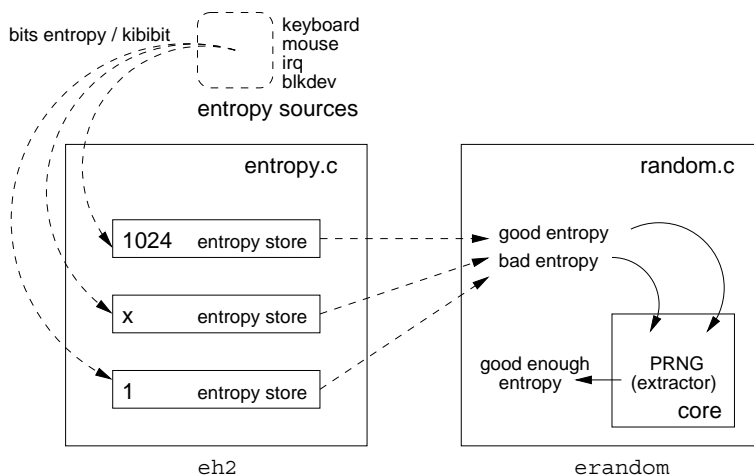 bits entropy / kibibit
keyboard
mouse
irq
blkdev
entropy sources
entropy.c
1024 entropy store
x entropy store
1 entropy store
eh2
random.c
good entropy
bad entropy
good enough
entropy
PRNG
(extractor)
core
erandom